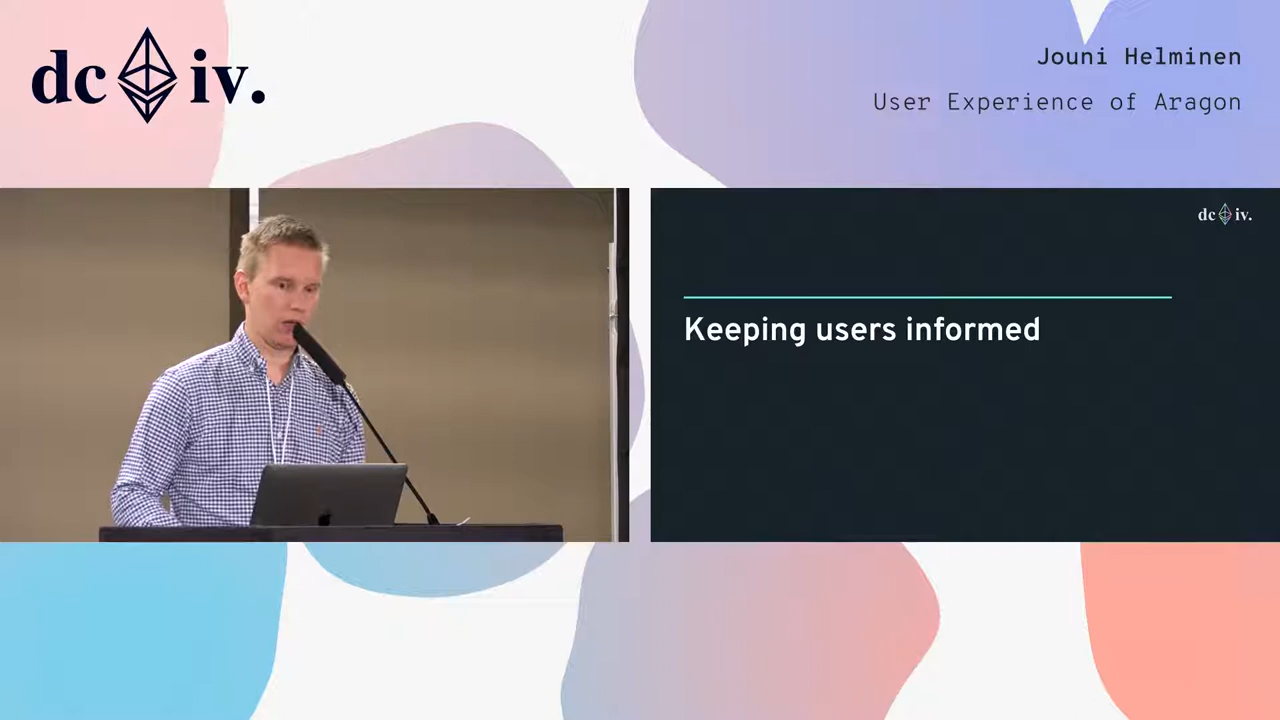 dc iv.
Jouni Helminen
User Experience of Aragon
dc iv.
Keeping users informed